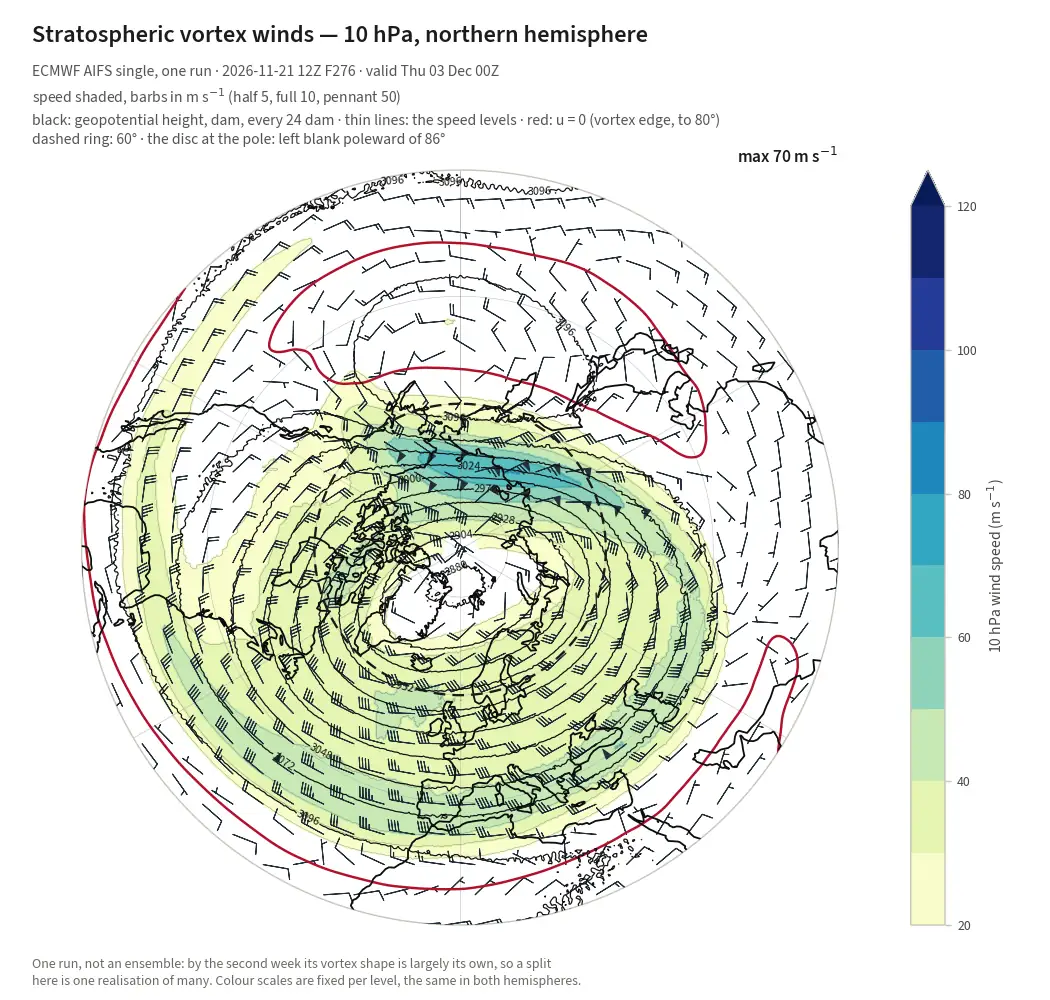 Stratospheric vortex winds — 10 hPa, northern hemisphere
ECMWF AIFS single, one run · 2026-11-21 12Z F276 · valid Thu 03 Dec 00Z
speed shaded, barbs in m s⁻¹ (half 5, full 10, pennant 50)
black: geopotential height, dam, every 24 dam · thin lines: the speed levels · red: u = 0 (vortex edge, to 80°)
dashed ring: 60° · the disc at the pole: left blank poleward of 86°
max 70 m s⁻¹
3096
3096
3096
3096
3024
2928
2904
2880
3048
3072
3096
120
100
80
60
40
20
10 hPa wind speed (m s⁻¹)
One run, not an ensemble: by the second week its vortex shape is largely its own, so a split
here is one realisation of many. Colour scales are fixed per level, the same in both hemispheres.